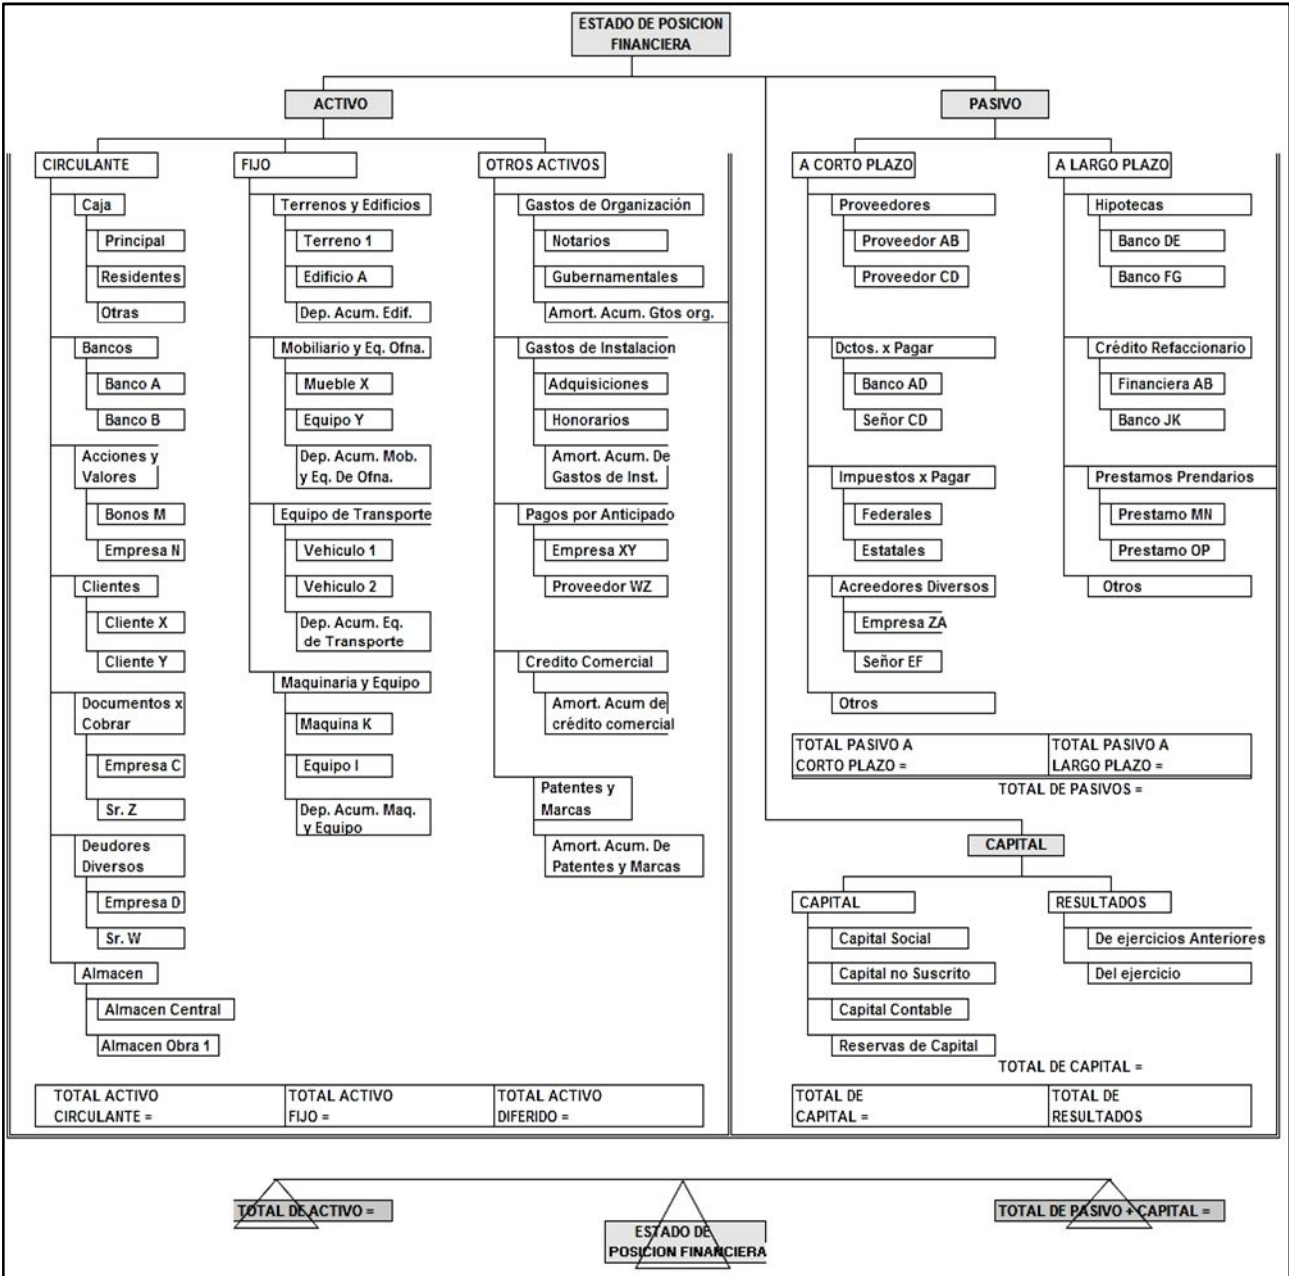 ESTADO DE POSICION
FINANCIERA
ACTIVO
CIRCULANTE
Caja
Principal
Residentes
Otras
Bancos
Banco A
Banco B
Acciones y
Valores
Bonos M
Empresa N
Clientes
Cliente X
Cliente Y
Documentos x
Cobrar
Empresa C
Sr. Z
Deudores
Diversos
Empresa D
Sr. W
Almacen
Almacen Central
Almacen Obra 1
TOTAL ACTIVO
CIRCULANTE =
FIJO
Terrenos y Edificios
Terreno 1
Edificio A
Dep. Acum. Edif.
Mobiliario y Eq. Ofna.
Mueble X
Equipo Y
Dep. Acum. Mob.
y Eq. De Ofna.
Equipo de Transporte
Vehiculo 1
Vehiculo 2
Dep. Acum. Eq.
de Transporte
Maquinaria y Equipo
Maquina K
Equipo I
Dep. Acum. Maq.
y Equipo
TOTAL ACTIVO
FIJO =
OTROS ACTIVOS
Gastos de Organización
Notarios
Gubernamentales
Amort. Acum. Gtos org.
Gastos de Instalacion
Adquisiciones
Honorarios
Amort. Acum. De
Gastos de Inst.
Pagos por Anticipado
Empresa XY
Proveedor WZ
Credito Comercial
Amort. Acum de
crédito comercial
Patentes y
Marcas
Amort. Acum. De
Patentes y Marcas
TOTAL ACTIVO
DIFERIDO =
PASIVO
A CORTO PLAZO
Proveedores
Proveedor AB
Proveedor CD
Dctos. x Pagar
Banco AD
Señor CD
Impuestos x Pagar
Federales
Estatales
Acreedores Diversos
Empresa ZA
Señor EF
Otros
TOTAL PASIVO A
CORTO PLAZO =
A LARGO PLAZO
Hipotecas
Banco DE
Banco FG
Crédito Refaccionario
Financiera AB
Banco JK
Prestamos Prendarios
Prestamo MN
Prestamo OP
Otros
TOTAL PASIVO A
LARGO PLAZO =
TOTAL DE PASIVOS =
CAPITAL
CAPITAL
Capital Social
Capital no Suscrito
Capital Contable
Reservas de Capital
RESULTADOS
De ejercicios Anteriores
Del ejercicio
TOTAL DE CAPITAL =
TOTAL DE
CAPITAL =
TOTAL DE
RESULTADOS
TOTAL DE ACTIVO =
ESTADO DE
POSICION FINANCIERA
TOTAL DE PASIVO + CAPITAL =